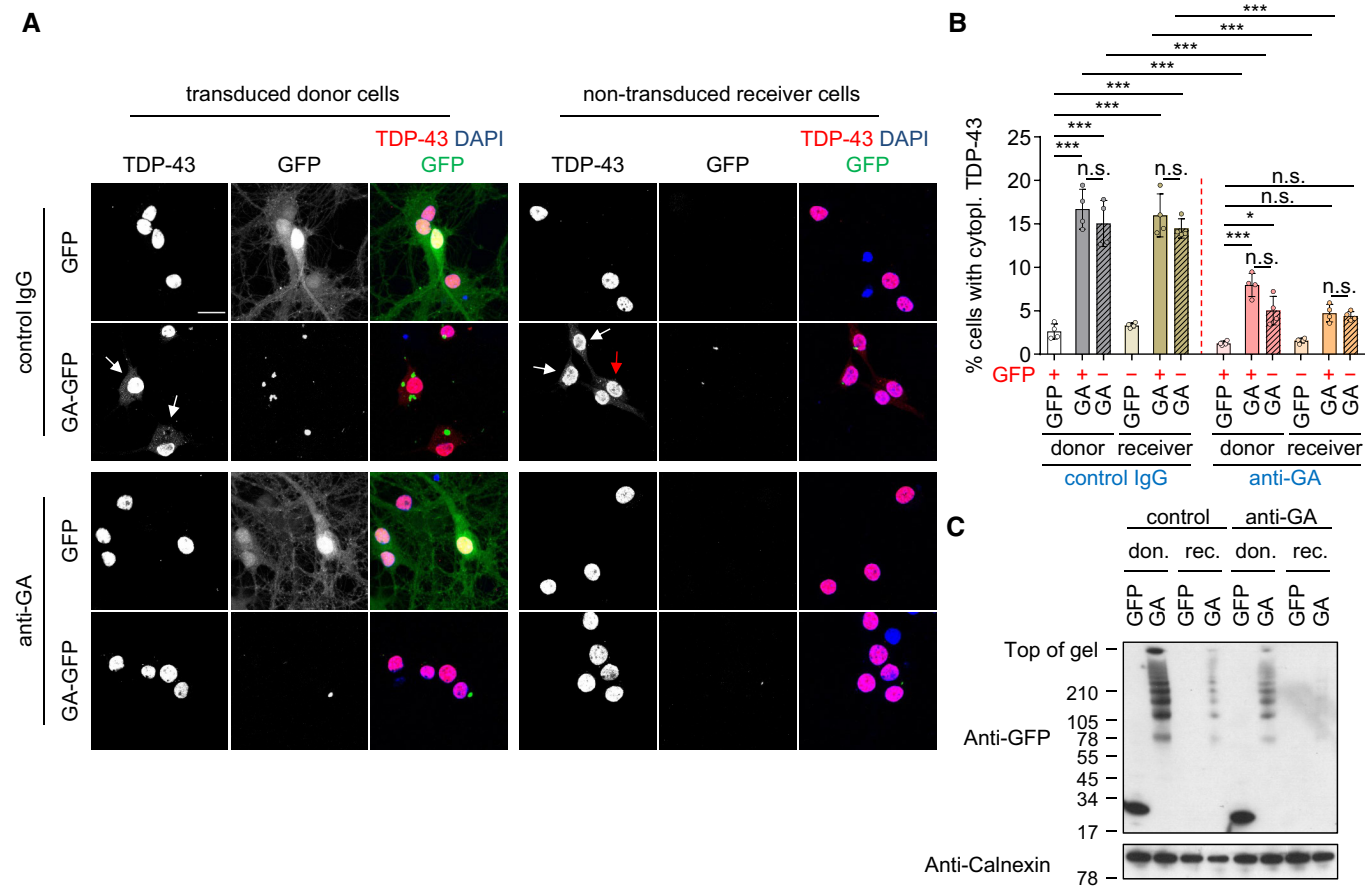 A
transduced donor cells
non-transduced receiver cells
TDP-43 DAPI
TDP-43 GFP GFP
TDP-43 DAPI
TDP-43 GFP GFP
control IgG
GFP
GA-GFP
anti-GA
GFP
GA-GFP
B
***
***
***
***
***
***
***
***
n.s.
n.s.
n.s.
n.s.
*
***
n.s.
n.s.
% cells with cytopl. TDP-43
25
20
15
10
5
0
GFP + + − − + − + + − − + −
GFP GA GA GFP GA GA GFP GA GA GFP GA GA
donor receiver donor receiver
control IgG anti-GA
C
control anti-GA
don. rec. don. rec.
GFP GA GFP GA GFP GA GFP GA
Top of gel
210
105
78
55
45
34
17
Anti-GFP
Anti-Calnexin
78